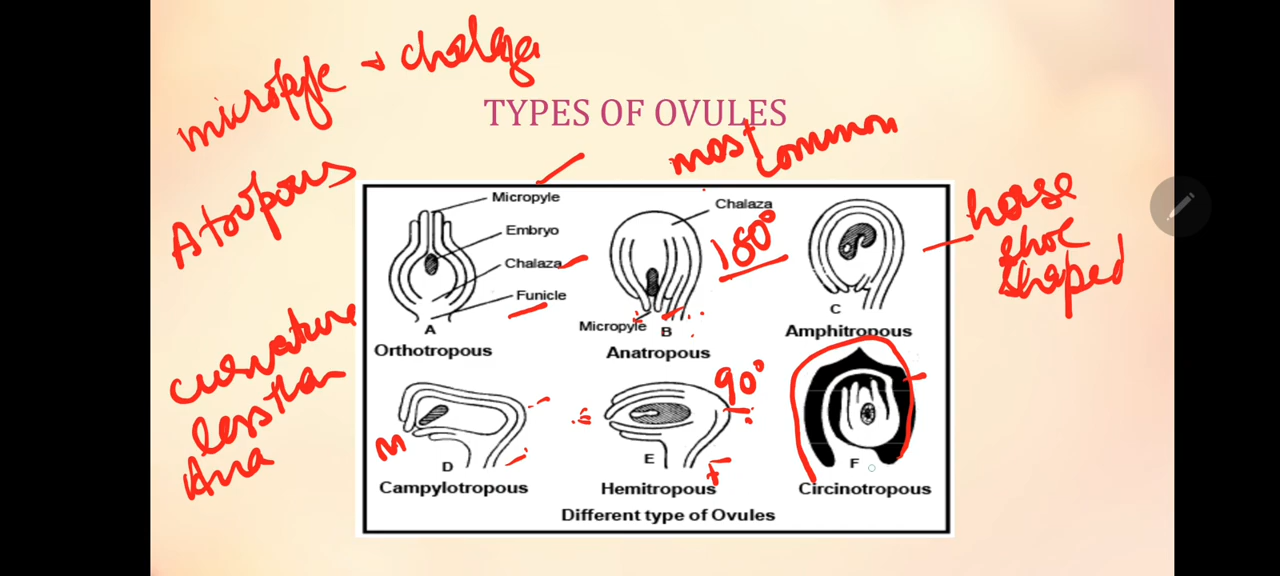 micropyle & chalaza
TYPES OF OVULES
most common
Atropous
Micropyle
Embryo
Chalaza
Funicle
A
Orthotropous
Chalaza
180°
Micropyle
B
Anatropous
C
Amphitropous
horse
shoe
shaped
curvature
less than
Ana
M
D
Campylotropous
90°
E
F
Hemitropous
F
Circinotropous
Different type of Ovules